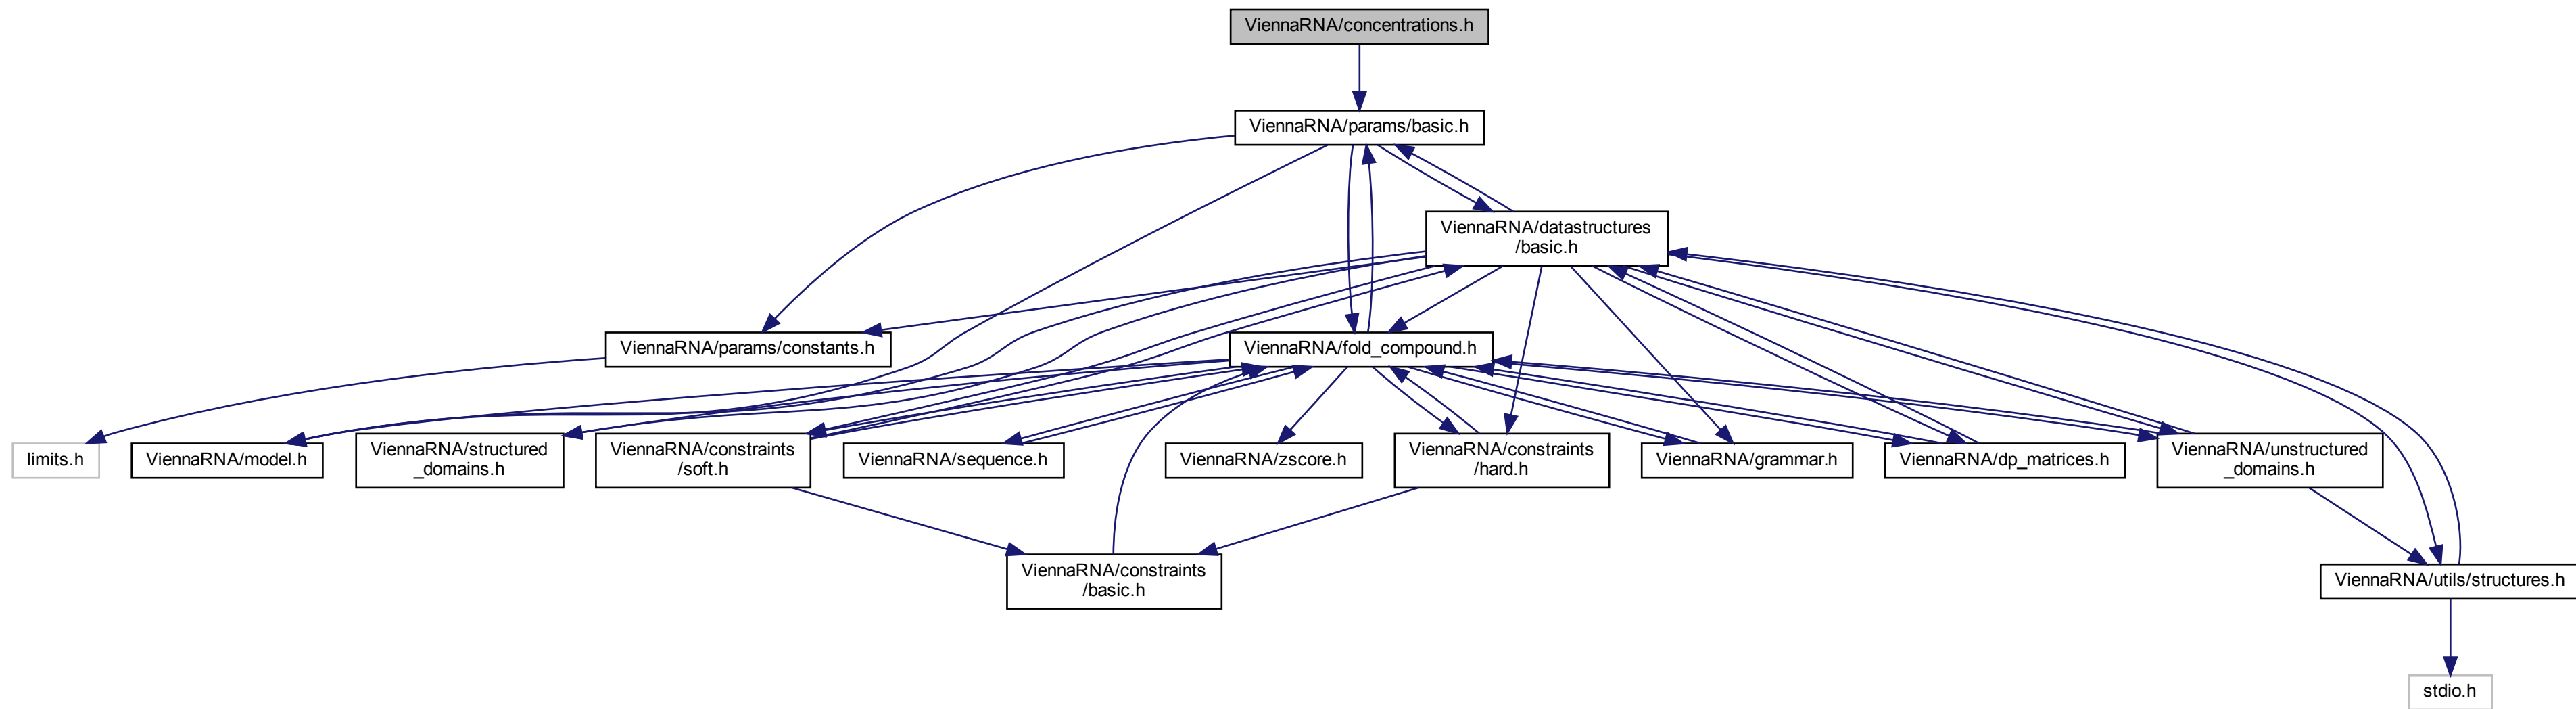 ViennaRNA/concentrations.h
ViennaRNA/params/basic.h
ViennaRNA/datastructures
/basic.h
ViennaRNA/params/constants.h
ViennaRNA/fold_compound.h
limits.h
ViennaRNA/model.h
ViennaRNA/structured
_domains.h
ViennaRNA/constraints
/soft.h
ViennaRNA/sequence.h
ViennaRNA/zscore.h
ViennaRNA/constraints
/hard.h
ViennaRNA/grammar.h
ViennaRNA/dp_matrices.h
ViennaRNA/unstructured
_domains.h
ViennaRNA/constraints
/basic.h
ViennaRNA/utils/structures.h
stdio.h